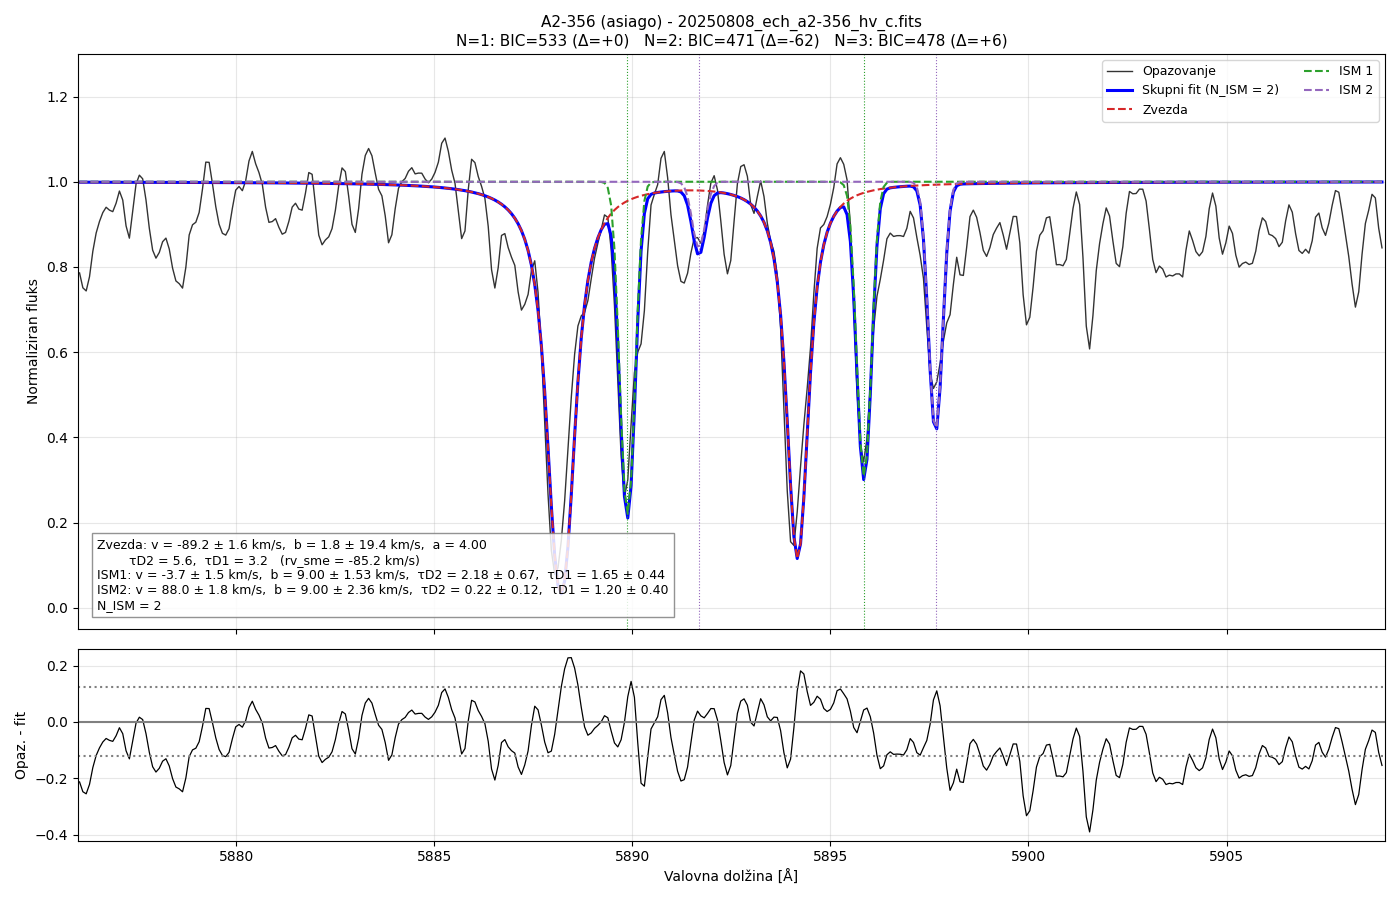 A2-356 (asiago) - 20250808_ech_a2-356_hv_c.fits
N=1: BIC=533 (Δ=+0)   N=2: BIC=471 (Δ=-62)   N=3: BIC=478 (Δ=+6)
Opazovanje
Skupni fit (N_ISM = 2)
Zvezda
ISM 1
ISM 2
Normaliziran fluks
1.2
1.0
0.8
0.6
0.4
0.2
0.0
Zvezda: v = -89.2 ± 1.6 km/s,  b = 1.8 ± 19.4 km/s,  a = 4.00
τD2 = 5.6,  τD1 = 3.2   (rv_sme = -85.2 km/s)
ISM1: v = -3.7 ± 1.5 km/s,  b = 9.00 ± 1.53 km/s,  τD2 = 2.18 ± 0.67,  τD1 = 1.65 ± 0.44
ISM2: v = 88.0 ± 1.8 km/s,  b = 9.00 ± 2.36 km/s,  τD2 = 0.22 ± 0.12,  τD1 = 1.20 ± 0.40
N_ISM = 2
Opaz. - fit
0.2
0.0
−0.2
−0.4
5880
5885
5890
5895
5900
5905
Valovna dolžina [Å]